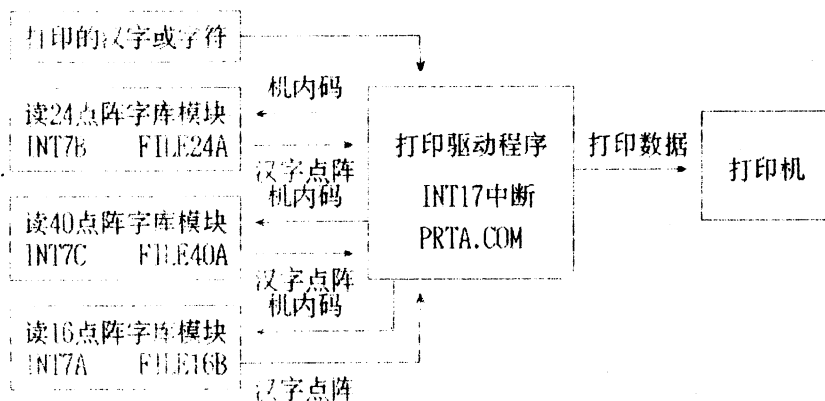 打印的汉字或字符
机内码
读24点阵字库模块
INT7B FILE24A
汉字点阵
机内码
读40点阵字库模块
INT7C FILE40A
汉字点阵
机内码
读16点阵字库模块
INT7A FILE16B
汉字点阵
打印驱动程序
INT17中断
PRTA.COM
打印数据
打印机